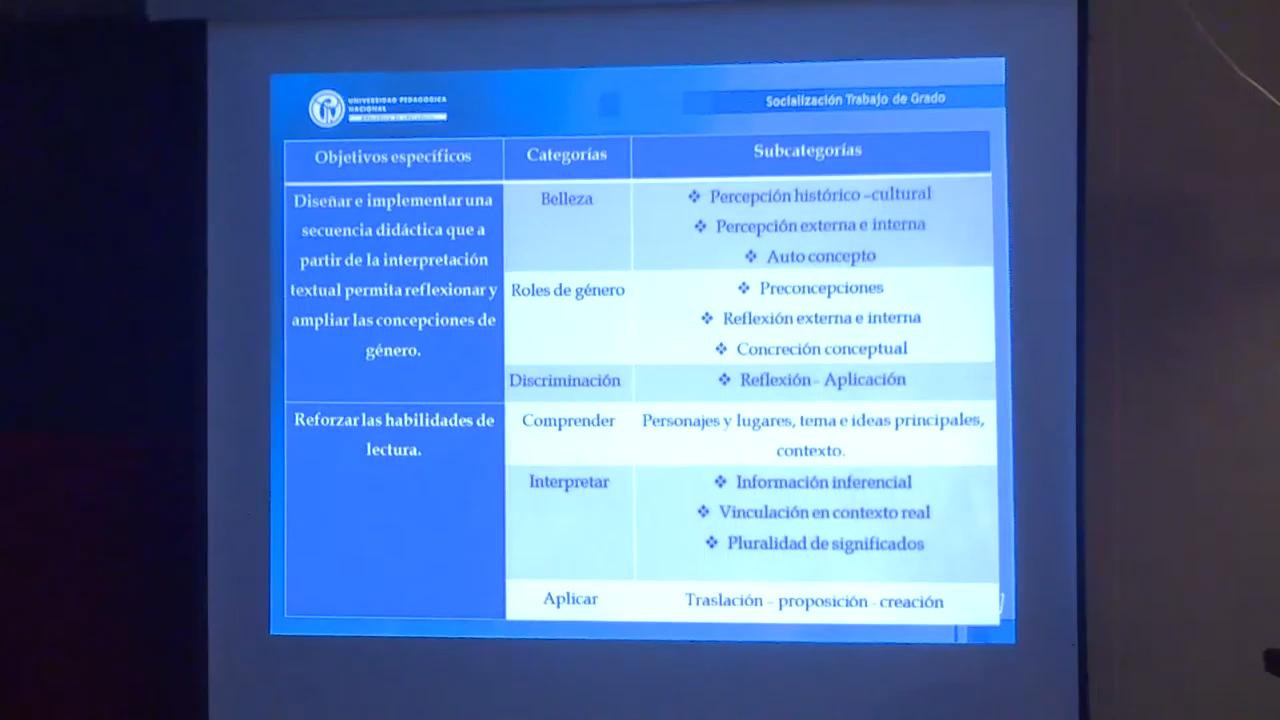 UNIVERSIDAD PEDAGOGICA
NACIONAL
Socialización Trabajo de Grado
Objetivos específicos
Categorías
Subcategorías
Diseñar e implementar una
secuencia didáctica que a
partir de la interpretación
textual permita reflexionar y
ampliar las concepciones de
género.
Belleza
❖ Percepción histórico –cultural
❖ Percepción externa e interna
❖ Auto concepto
Roles de género
❖ Preconcepciones
❖ Reflexión externa e interna
❖ Concreción conceptual
Discriminación
❖ Reflexión – Aplicación
Reforzar las habilidades de
lectura.
Comprender
Personajes y lugares, tema e ideas principales,
contexto.
Interpretar
❖ Información inferencial
❖ Vinculación en contexto real
❖ Pluralidad de significados
Aplicar
Traslación – proposición - creación